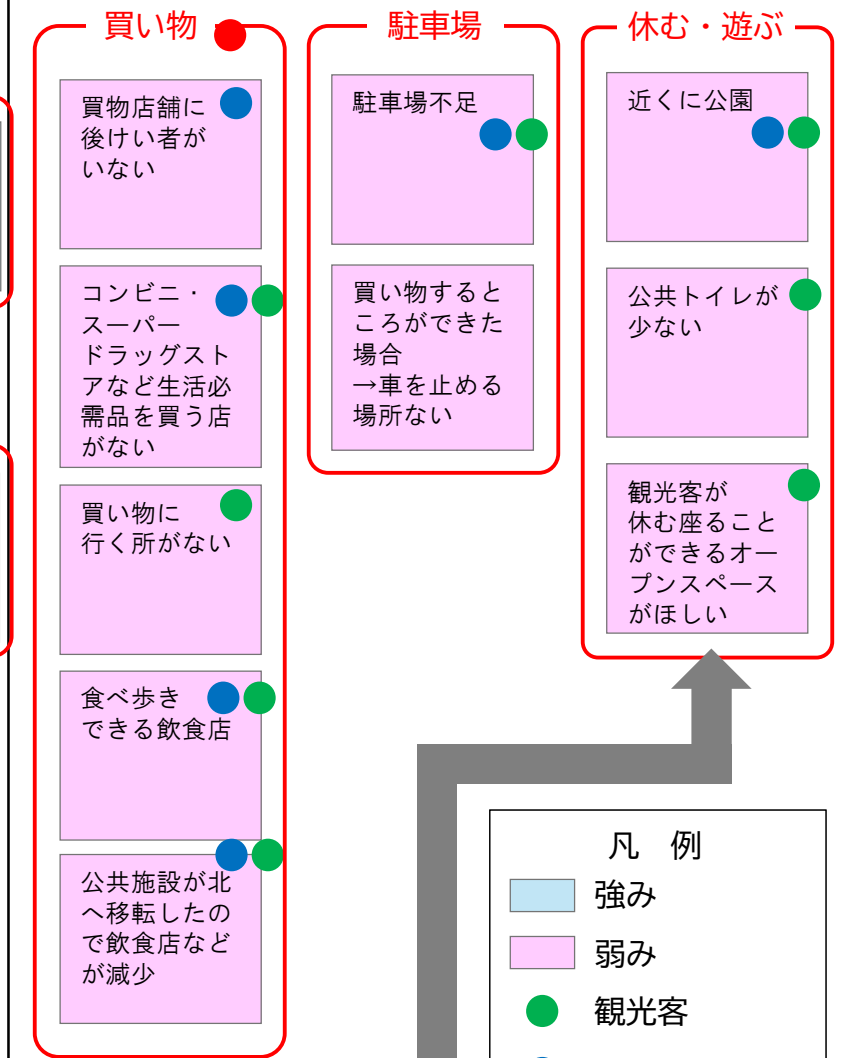 買い物
買物店舗に
後けい者が
いない
コンビニ・
スーパー
ドラッグスト
アなど生活必
需品を買う店
がない
買い物に
行く所がない
食べ歩き
できる飲食店
公共施設が北
へ移転したの
で飲食店など
が減少
駐車場
駐車場不足
買い物すると
ころができた
場合
→車を止める
場所ない
休む・遊ぶ
近くに公園
公共トイレが
少ない
観光客が
休む座ること
ができるオー
プンスペース
がほしい
凡 例
強み
弱み
観光客